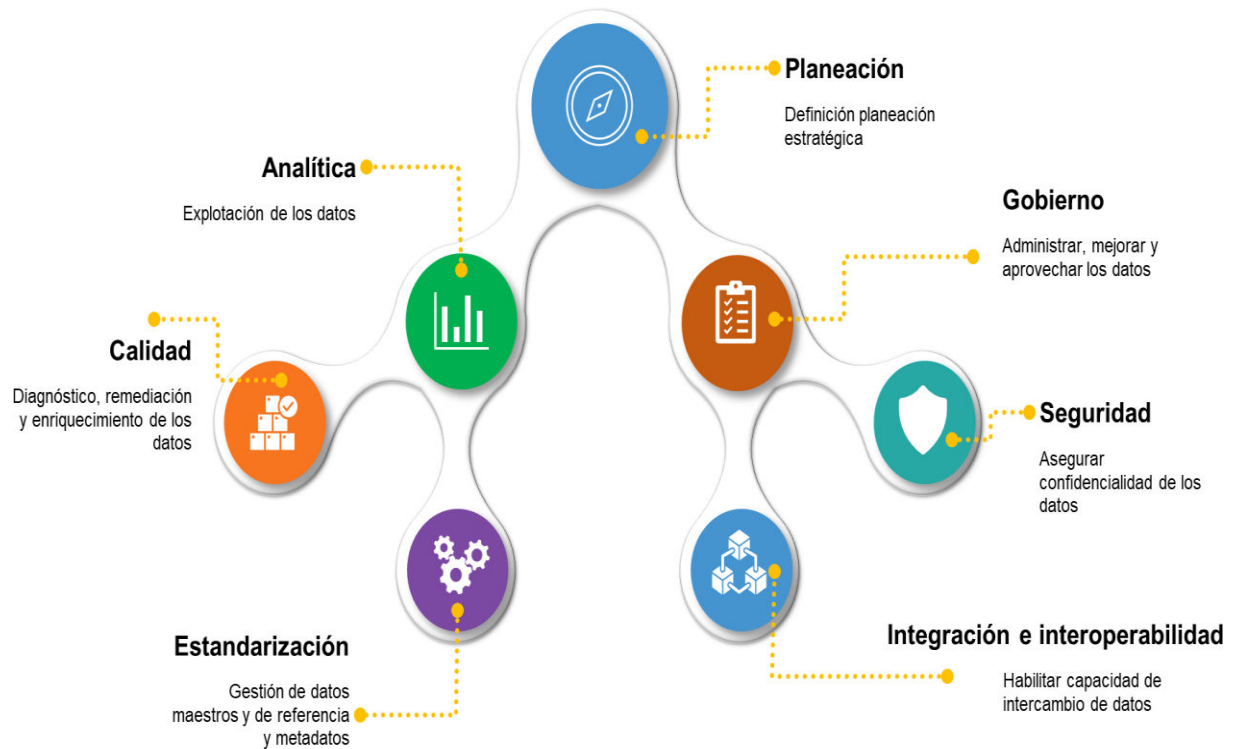 Planeación
Definición planeación
estratégica
Analítica
Explotación de los datos
Gobierno
Administrar, mejorar y
aprovechar los datos
Calidad
Diagnóstico, remediación
y enriquecimiento de los
datos
Seguridad
Asegurar
confidencialidad de los
datos
Estandarización
Gestión de datos
maestros y de referencia
y metadatos
Integración e interoperabilidad
Habilitar capacidad de
intercambio de datos